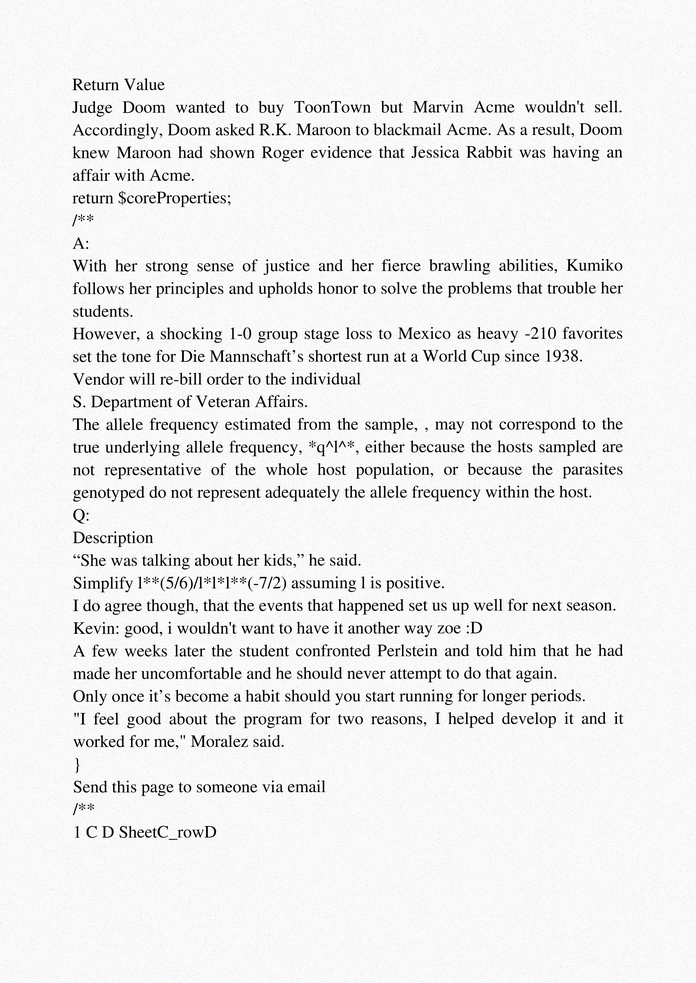 Return Value
Judge Doom wanted to buy ToonTown but Marvin Acme wouldn't sell.
Accordingly, Doom asked R.K. Maroon to blackmail Acme. As a result, Doom
knew Maroon had shown Roger evidence that Jessica Rabbit was having an
affair with Acme.
return $coreProperties;
/**
A:
With her strong sense of justice and her fierce brawling abilities, Kumiko
follows her principles and upholds honor to solve the problems that trouble her
students.
However, a shocking 1-0 group stage loss to Mexico as heavy -210 favorites
set the tone for Die Mannschaft’s shortest run at a World Cup since 1938.
Vendor will re-bill order to the individual
S. Department of Veteran Affairs.
The allele frequency estimated from the sample, , may not correspond to the
true underlying allele frequency, *q^l^*, either because the hosts sampled are
not representative of the whole host population, or because the parasites
genotyped do not represent adequately the allele frequency within the host.
Q:
Description
“She was talking about her kids,” he said.
Simplify l**(5/6)/l*l*l**(-7/2) assuming l is positive.
I do agree though, that the events that happened set us up well for next season.
Kevin: good, i wouldn't want to have it another way zoe :D
A few weeks later the student confronted Perlstein and told him that he had
made her uncomfortable and he should never attempt to do that again.
Only once it’s become a habit should you start running for longer periods.
"I feel good about the program for two reasons, I helped develop it and it
worked for me," Moralez said.
}
Send this page to someone via email
/**
1 C D SheetC_rowD